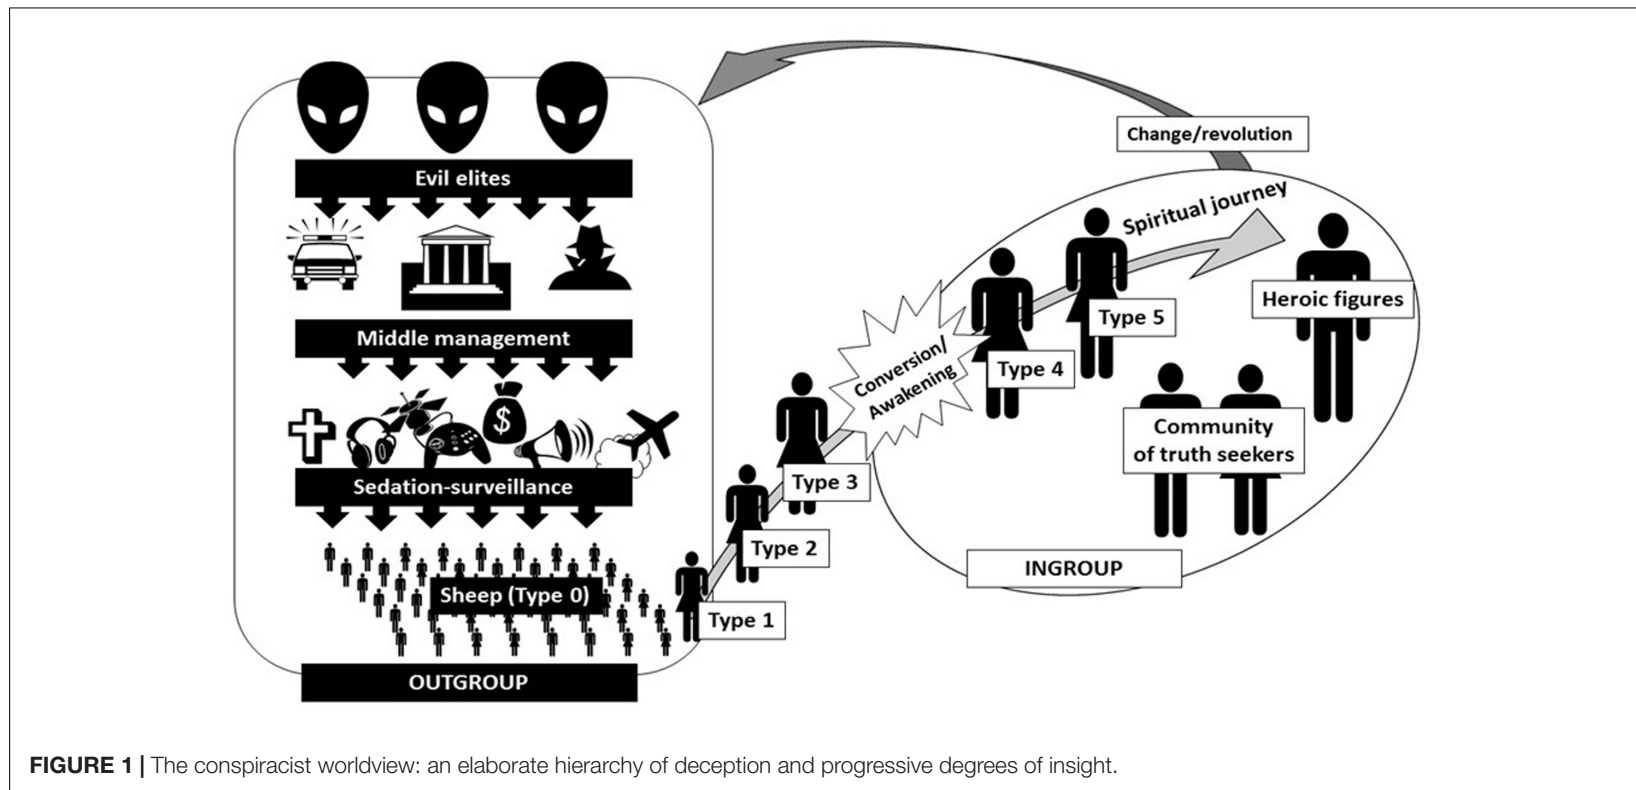 Evil elites
Middle management
$
Sedation-surveillance
Sheep (Type 0)
OUTGROUP
Type 1
Type 2
Type 3
Conversion/
Awakening
Type 4
Type 5
Spiritual journey
Change/revolution
Heroic figures
Community
of truth seekers
INGROUP
FIGURE 1 | The conspiracist worldview: an elaborate hierarchy of deception and progressive degrees of insight.